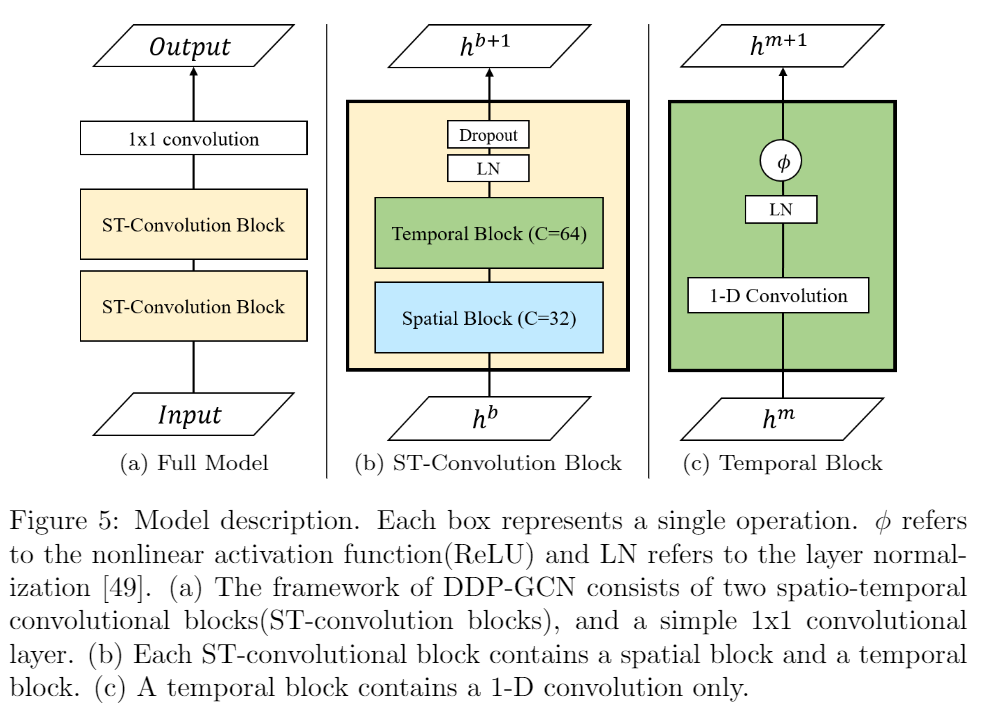 Output
1x1 convolution
ST-Convolution Block
ST-Convolution Block
Input
(a) Full Model
h^{b+1}
Dropout
LN
Temporal Block (C=64)
Spatial Block (C=32)
h^b
(b) ST-Convolution Block
h^{m+1}
ϕ
LN
1-D Convolution
h^m
(c) Temporal Block
Figure 5: Model description. Each box represents a single operation. ϕ refers
to the nonlinear activation function(ReLU) and LN refers to the layer normal-
ization [49]. (a) The framework of DDP-GCN consists of two spatio-temporal
convolutional blocks(ST-convolution blocks), and a simple 1x1 convolutional
layer. (b) Each ST-convolutional block contains a spatial block and a temporal
block. (c) A temporal block contains a 1-D convolution only.